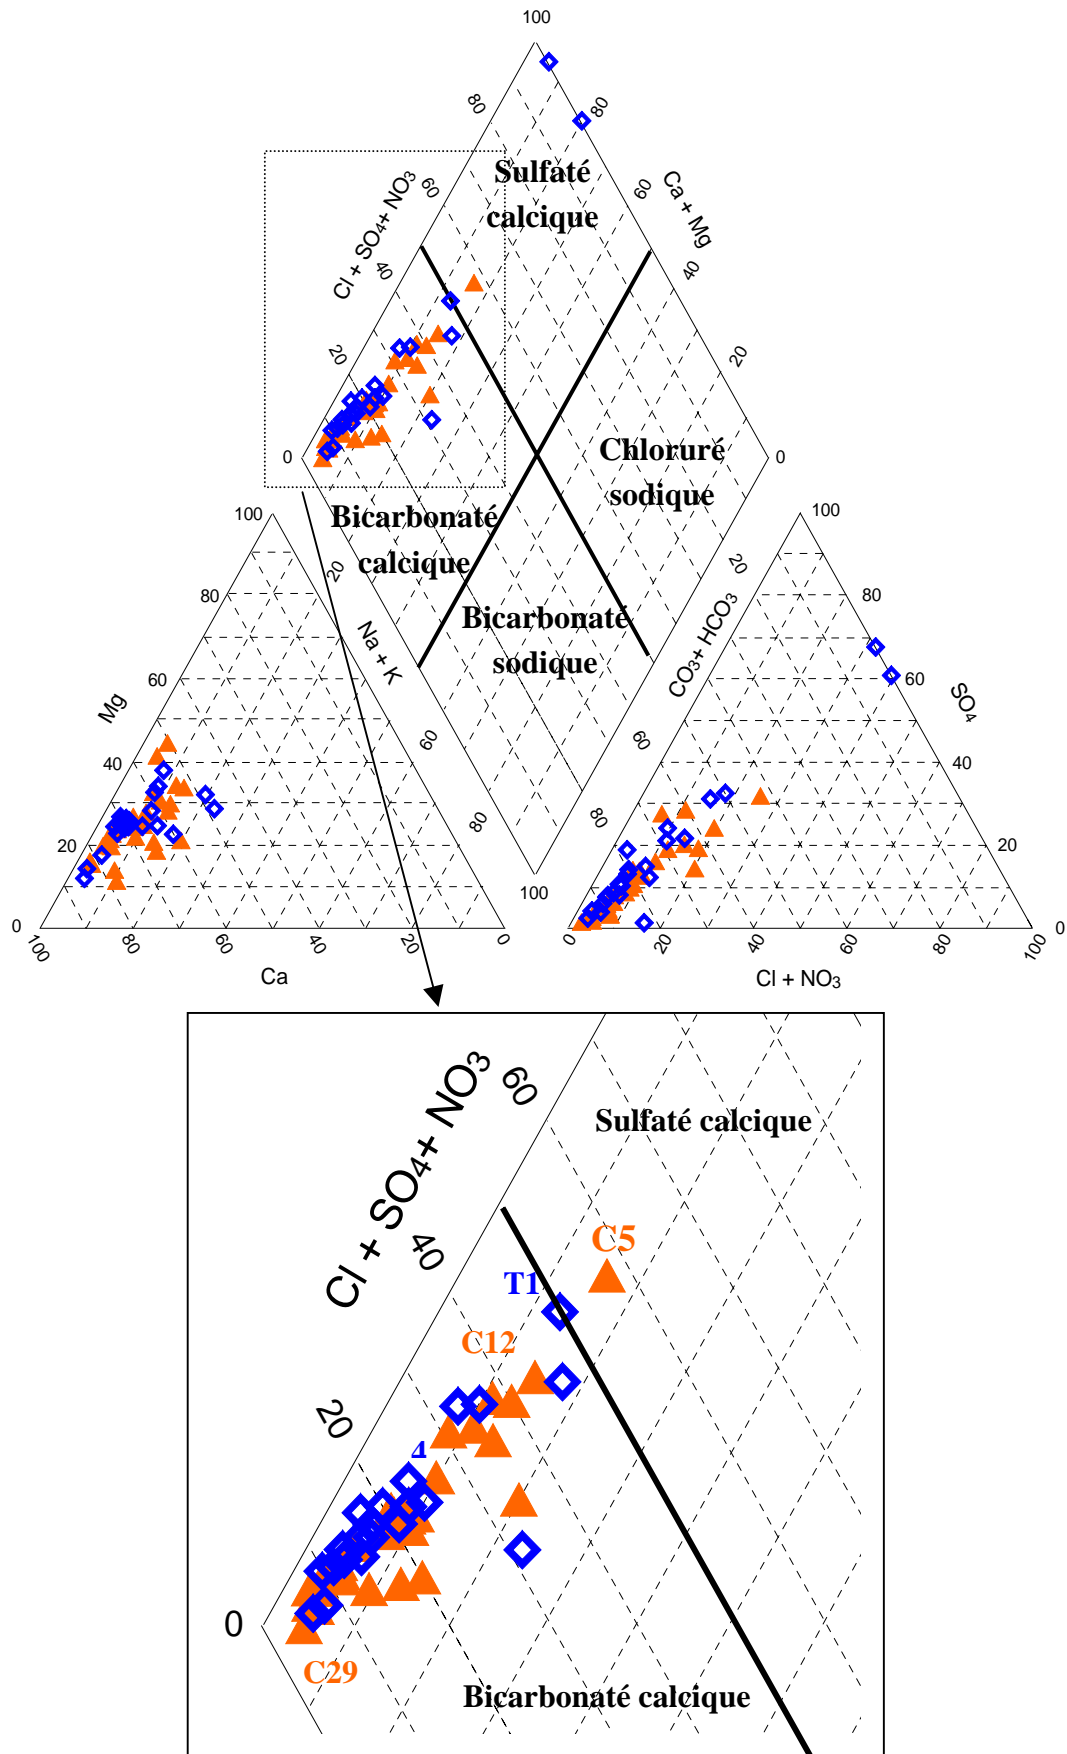 100
80
80
Sulfaté
calcique
60
60
Cl + SO4+ NO3
Ca + Mg
40
40
20
20
0
0
Chloruré
sodique
Bicarbonaté
calcique
100
100
20
20
Na + K
CO3+ HCO3
Bicarbonaté
sodique
80
80
60
60
Mg
SO4
60
60
40
40
80
80
20
20
100
0
0
100
80
60
40
20
0
0
20
40
60
80
100
Ca
Cl + NO3
Cl + SO4+ NO3
60
Sulfaté calcique
40
C5
T1
C12
20
4
0
C29
Bicarbonaté calcique